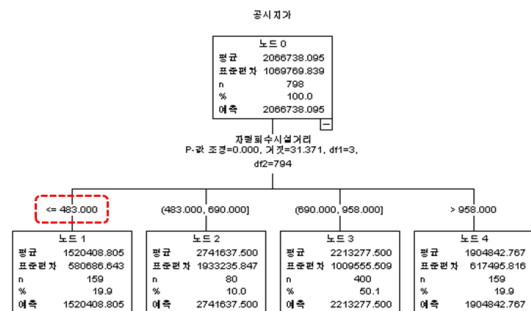 공시지가
노드 0
평균 2066738.095
표준편차 1069769.839
n 798
% 100.0
예측 2066738.095
자원회수시설거리
P-값 조정=0.000, 거짓=31.371, df1=3,
df2=794
<= 483.000 (483.000, 690.000] (690.000, 958.000] > 958.000
노드 1 노드 2 노드 3 노드 4
평균 1520408.805 평균 2741637.500 평균 2213277.500 평균 1904842.767
표준편차 580686.643 표준편차 1933235.847 표준편차 1009555.509 표준편차 617495.816
n 159 n 80 n 400 n 159
% 19.9 % 10.0 % 50.1 % 19.9
예측 1520408.805 예측 2741637.500 예측 2213277.500 예측 1904842.767